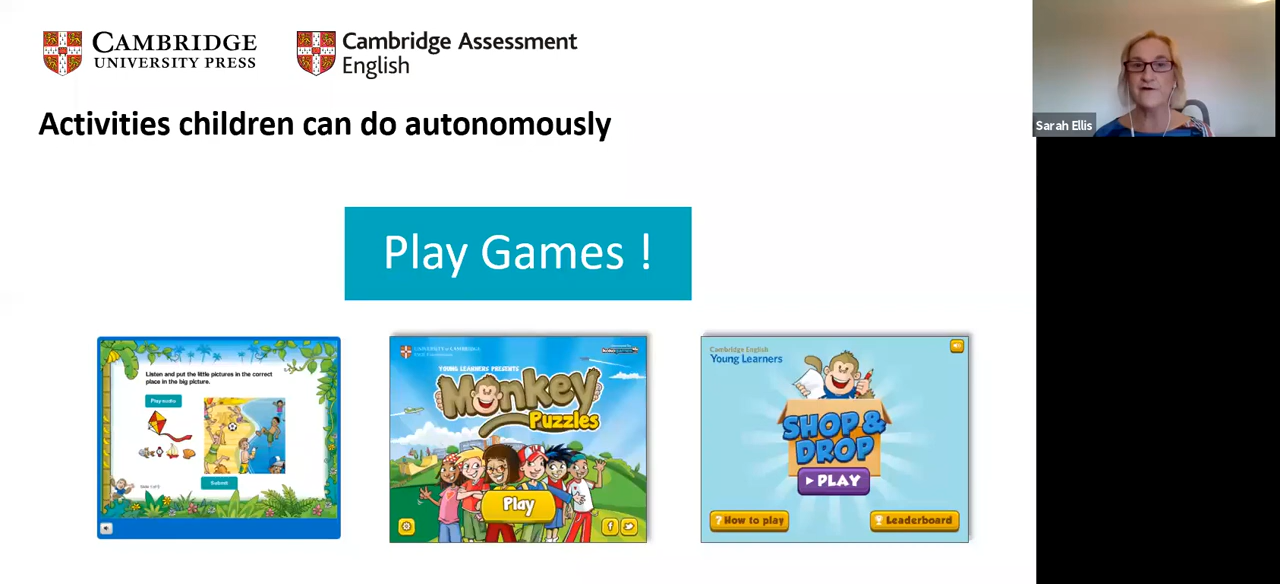 CAMBRIDGE
UNIVERSITY PRESS
Cambridge Assessment
English
Activities children can do autonomously
Play Games !
Listen and put the little pictures in the correct
place in the big picture.
Play audio
Submit
YOUNG LEARNERS PRESENTS
Monkey
Puzzles
Play
Cambridge English
Young Learners
SHOP &
DROP
PLAY
? How to play
Leaderboard
Sarah Ellis